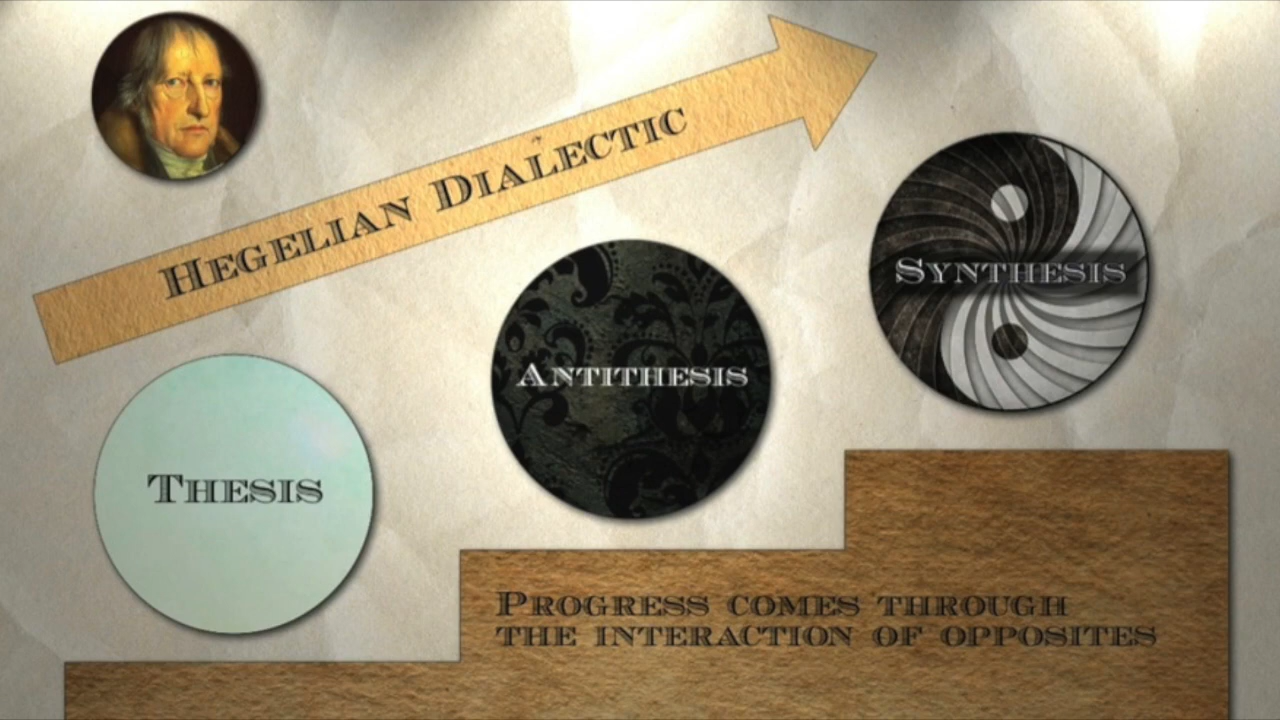 Hegelian Dialectic
Thesis
Antithesis
Synthesis
Progress comes through
the interaction of opposites